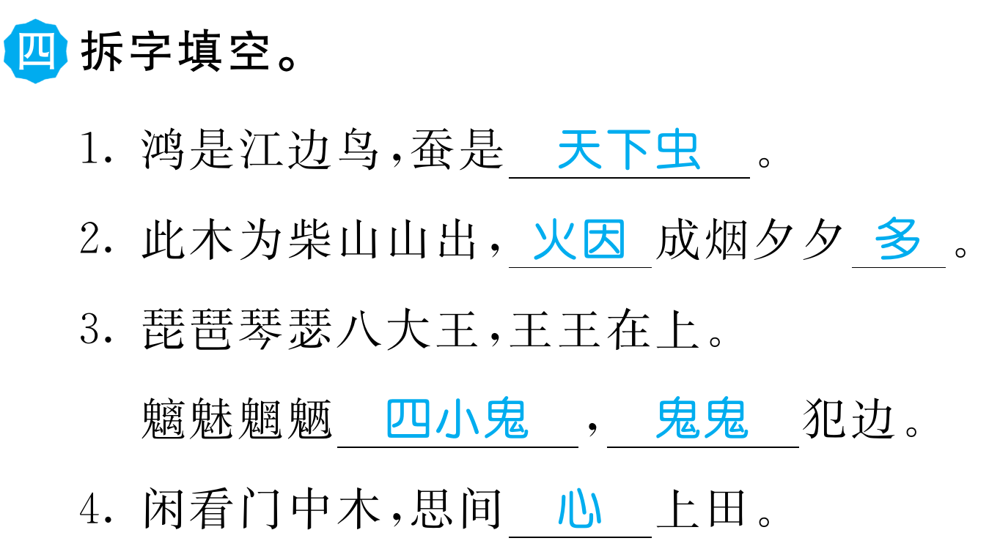 四 拆字填空。
1. 鸿是江边鸟,蚕是 天下虫 。
2. 此木为柴山山出, 火因 成烟夕夕 多 。
3. 琵琶琴瑟八大王,王王在上。
魑魅魍魉 四小鬼 , 鬼鬼 犯边。
4. 闲看门中木,思间 心 上田。